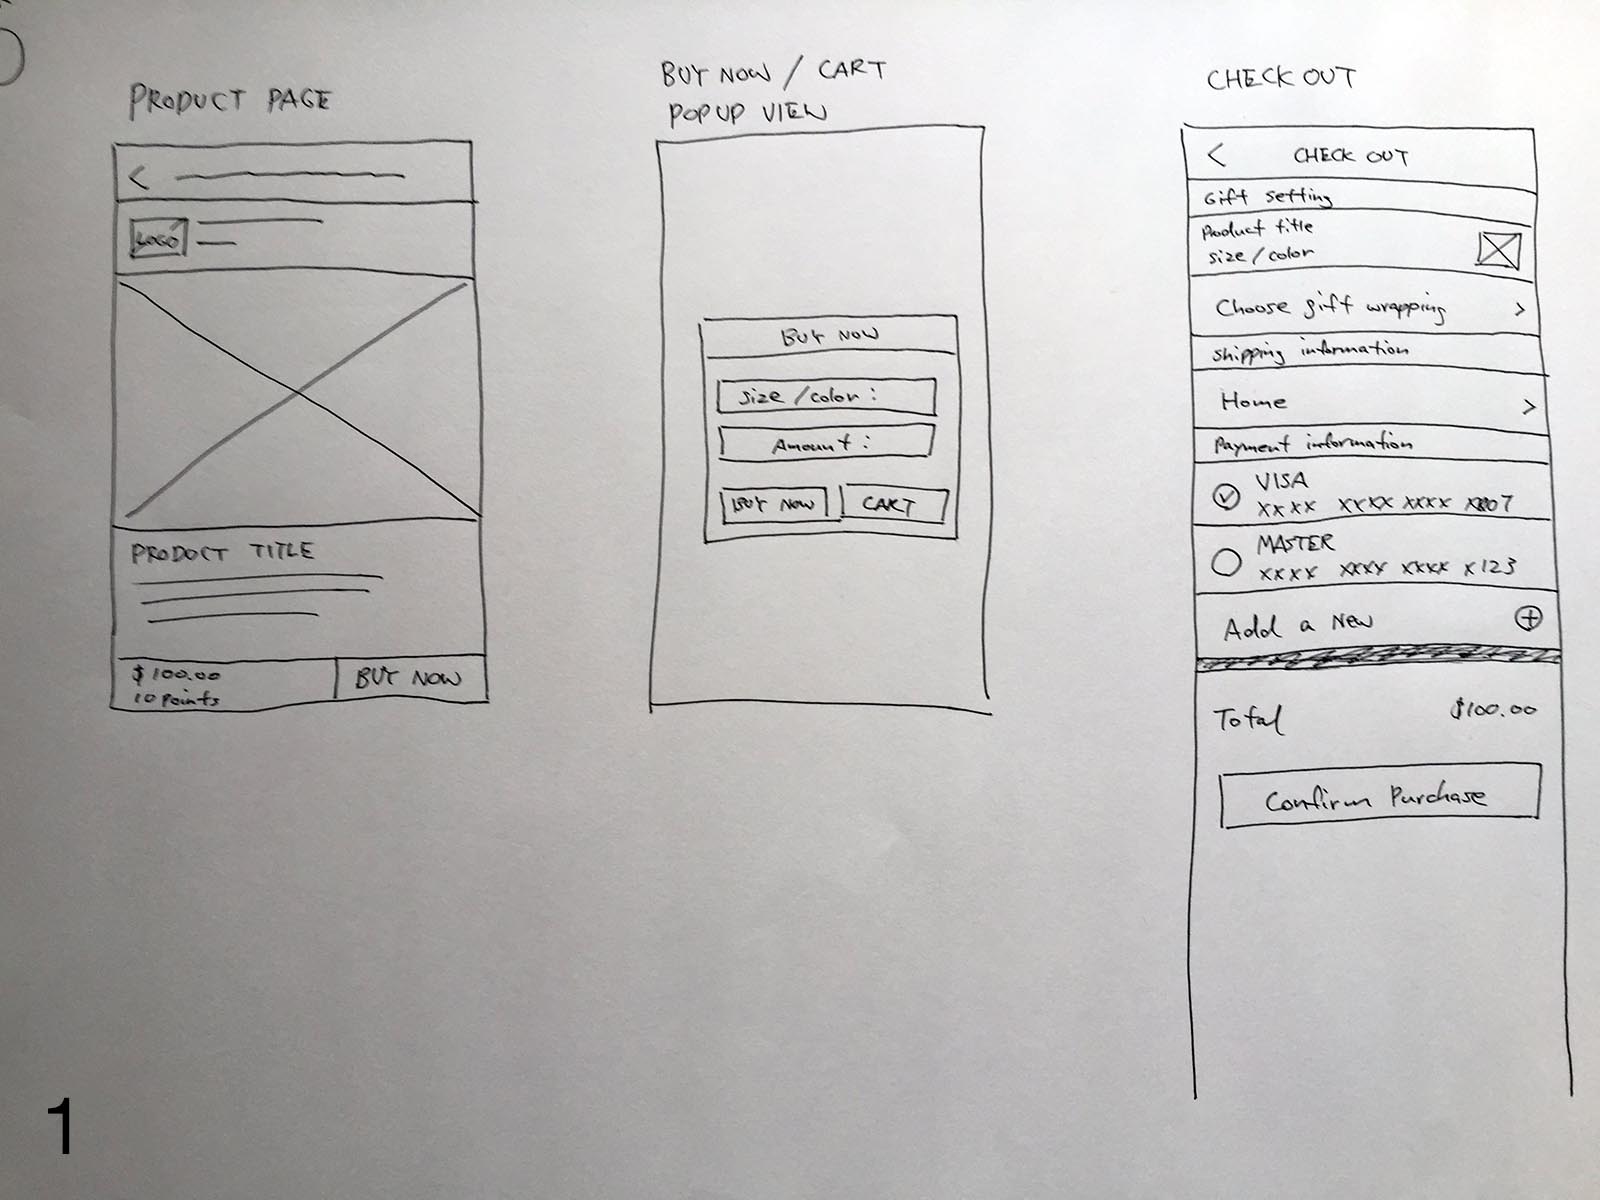 PRODUCT PAGE
<
LOGO
PRODOCT TITLE
$100.00
10 Points
BUY NOW
BUY NOW / CART
POPUP VIEW
BUY NOW
Size/color:
Amount:
BUY NOW
CART
CHECK OUT
< CHECK OUT
Gift setting
Product title
size/color
Choose gift wrapping >
Shipping information
Home >
Payment information
VISA
xxxx xxxx xxxx
MASTER
xxxx xxxx xxxx x123
Add a New +
Total $100.00
Confirm Purchase
1